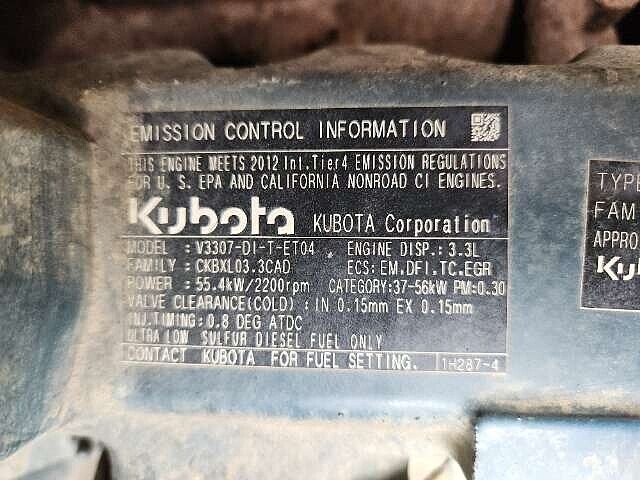 EMISSION CONTROL INFORMATION
THIS ENGINE MEETS 2012 Int.Tier4 EMISSION REGULATIONS
FOR U.S. EPA AND CALIFORNIA NONROAD CI ENGINES.
Kubota KUBOTA Corporation
MODEL : V3307-DI-T-ET04 ENGINE DISP.: 3.3L
FAMILY : CKBXL03.3CAD ECS: EM,DFI,TC,EGR
POWER : 55.4kW/2200rpm CATEGORY:37-56kW PM:0.30
VALVE CLEARANCE(COLD) : IN 0.15mm EX 0.15mm
INJ.TIMING:0.8 DEG ATDC
ULTRA LOW SULFUR DIESEL FUEL ONLY
CONTACT KUBOTA FOR FUEL SETTING. 1H287-4
TYPE
FAM
APPRO
Ku